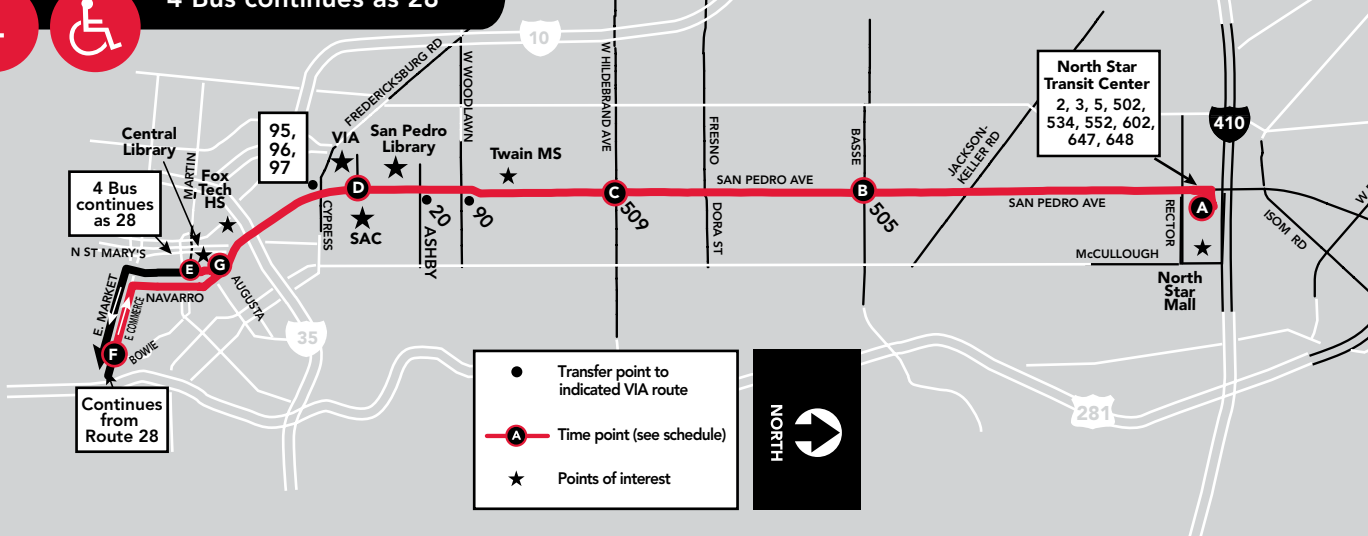 4 Bus continues as 28
10
FREDERICKSBURG RD
W WOODLAWN
W HILDEBRAND AVE
FRESNO
BASSE
JACKSON-
KELLER RD
North Star
Transit Center
2, 3, 5, 502,
534, 552, 602,
647, 648
410
95,
96,
97
VIA
San Pedro
Library
Central
Library
MARTIN
Fox
Tech
HS
Twain MS
4 Bus
continues
as 28
D
C
B
A
SAN PEDRO AVE
SAN PEDRO AVE
CYPRESS
SAC
20
90
509
505
ASHBY
DORA ST
RECTOR
ISOM RD
N ST MARY'S
E
G
McCULLOUGH
North
Star
Mall
E. MARKET
NAVARRO
E COMMERCE
AUGUSTA
F
BOWIE
35
281
Continues
from
Route 28
Transfer point to
indicated VIA route
A
Time point (see schedule)
Points of interest
NORTH